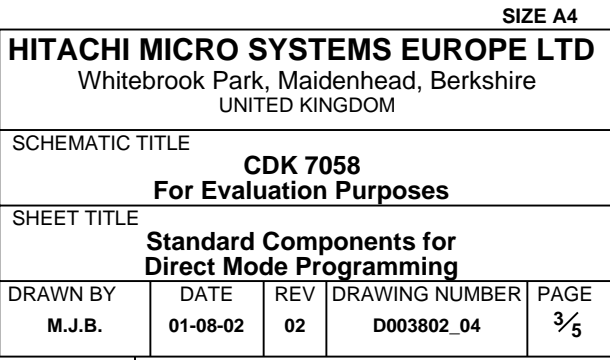 SIZE A4
HITACHI MICRO SYSTEMS EUROPE LTD
Whitebrook Park, Maidenhead, Berkshire
UNITED KINGDOM
SCHEMATIC TITLE
CDK 7058
For Evaluation Purposes
SHEET TITLE
Standard Components for
Direct Mode Programming
DRAWN BY DATE REV DRAWING NUMBER PAGE
M.J.B. 01-08-02 02 D003802_04 3/5